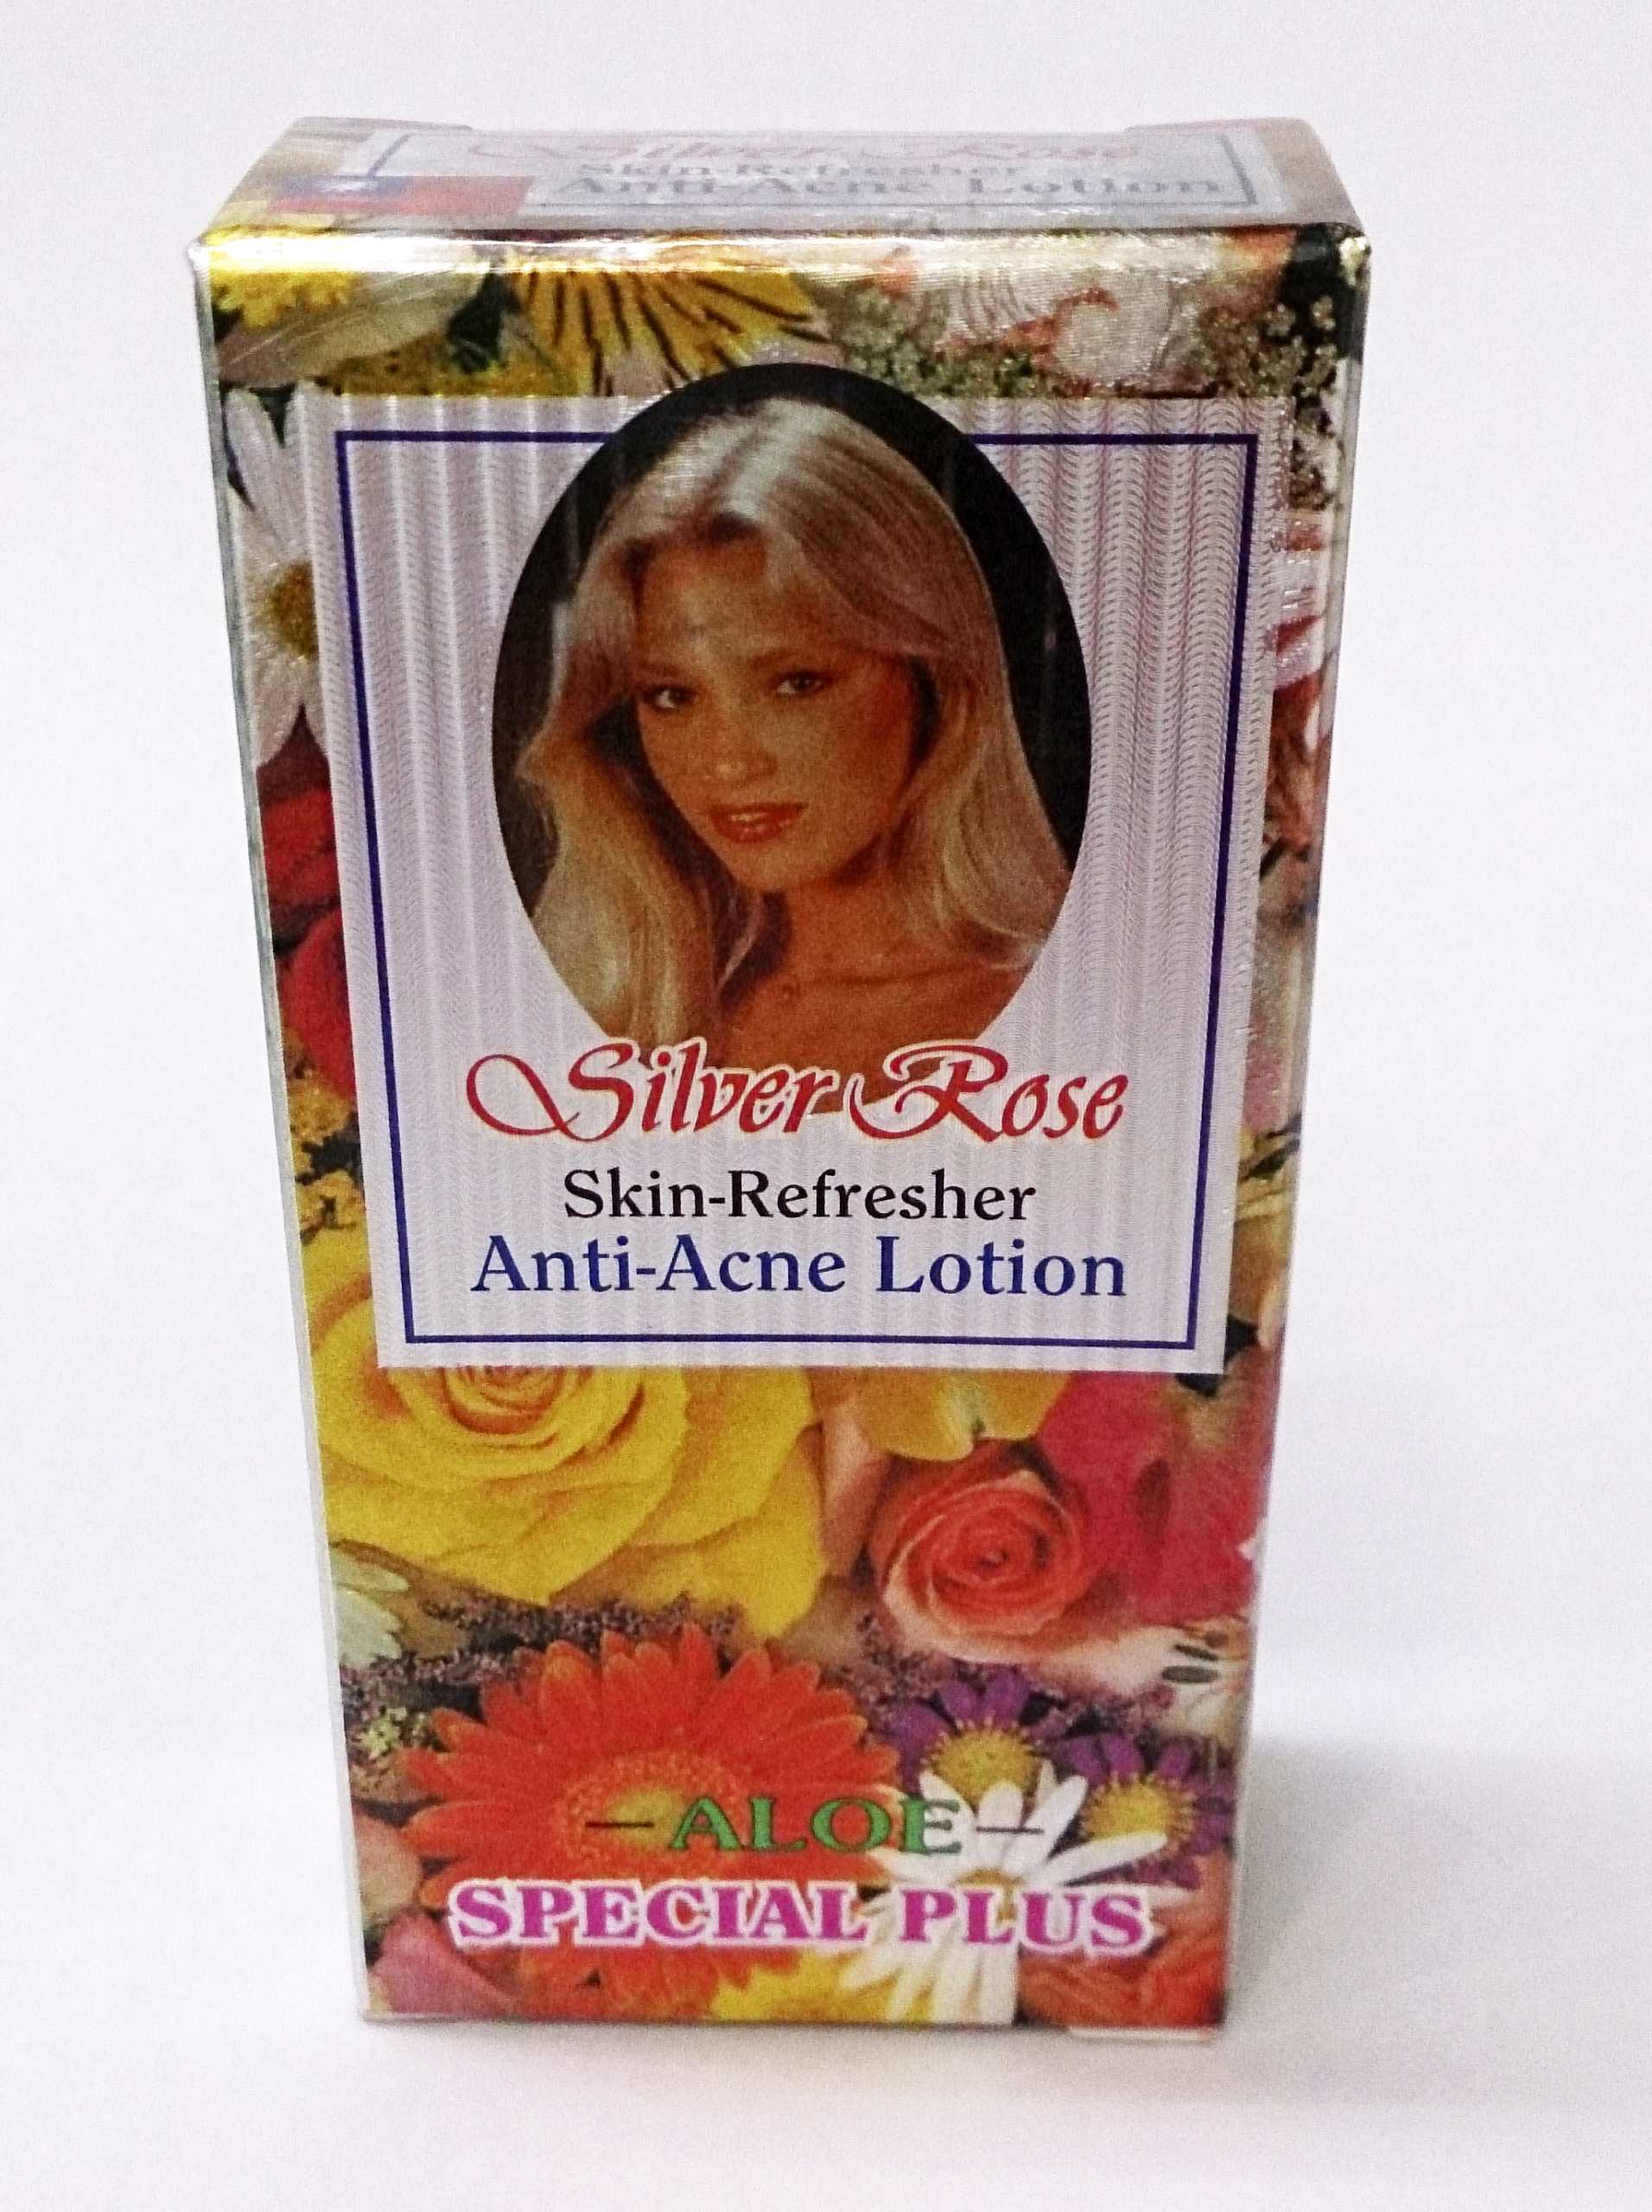 Silver Rose
Skin-Refresher
Anti-Acne Lotion
Silver Rose
Skin-Refresher
Anti-Acne Lotion
—ALOE—
SPECIAL PLUS